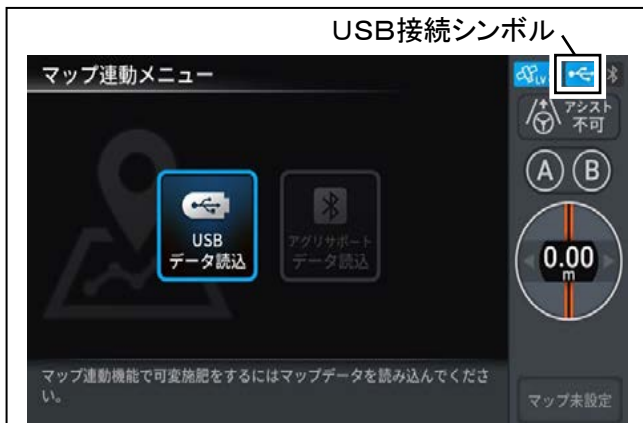 USB接続シンボル
マップ連動メニュー
LV
アシスト
不可
A B
USB
データ読込
アグリサポート
データ読込
0.00
m
マップ連動機能で可変施肥をするにはマップデータを読み込んでくださ
い。
マップ未設定